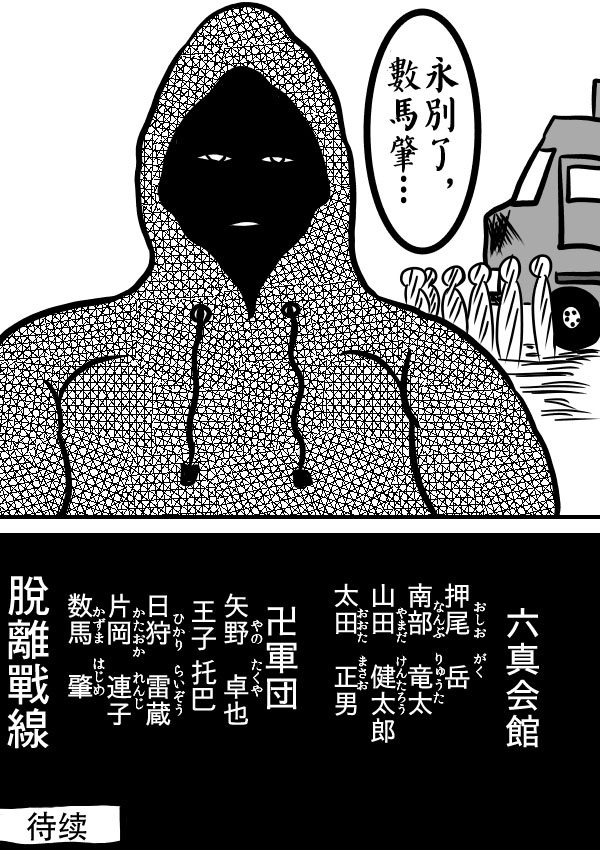 永別了，
數馬肇…
六真会館
押尾 岳
おしお がく
南部 竜太
なんぶ りゅうた
山田 健太郎
やまだ けんたろう
太田 正男
おおた まさお
卍軍団
矢野 卓也
やの たくや
王子 托巴
日狩 雷蔵
ひかり らいぞう
片岡 連子
かたおか れんじ
数馬 肇
かずま はじめ
脫離戰線
待续